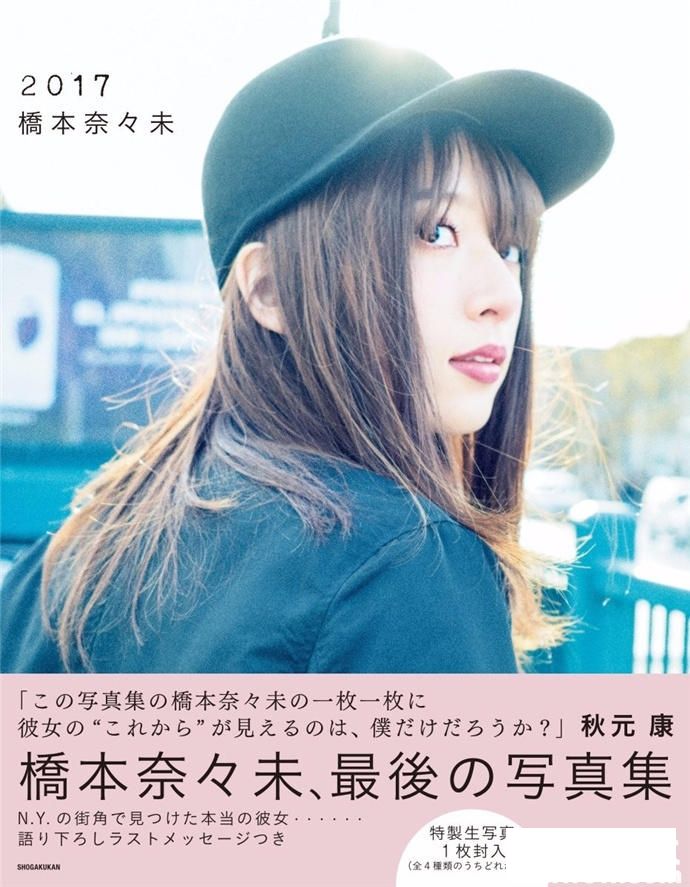 2017
橋本奈々未
「この写真集の橋本奈々未の一枚一枚に
彼女の“これから”が見えるのは、僕だけだろうか?」 秋元 康
橋本奈々未、最後の写真集
N.Y. の街角で見つけた本当の彼女‥‥‥
語り下ろしラストメッセージつき
特製生写真
1枚封入
(全4種類のうちどれ
SHOGAKUKAN